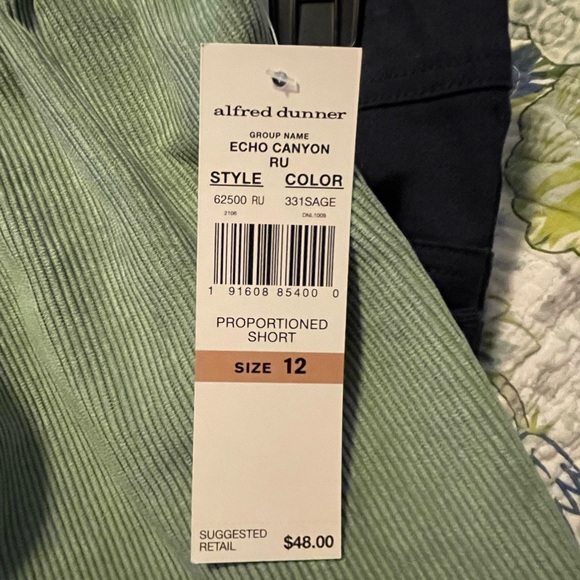 alfred dunner
GROUP NAME
ECHO CANYON
RU
STYLE COLOR
62500 RU 331SAGE
2106 DNL1009
1 91608 85400 0
PROPORTIONED
SHORT
SIZE 12
SUGGESTED
RETAIL $48.00